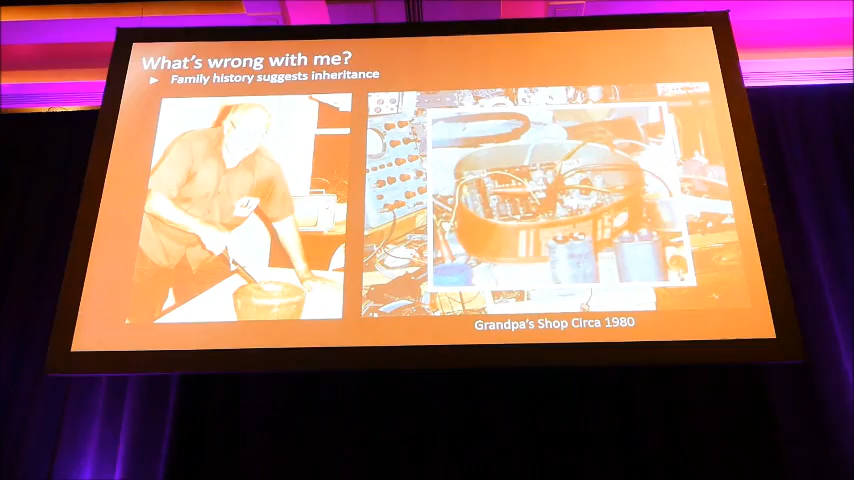 What's wrong with me?
► Family history suggests inheritance
Grandpa's Shop Circa 1980